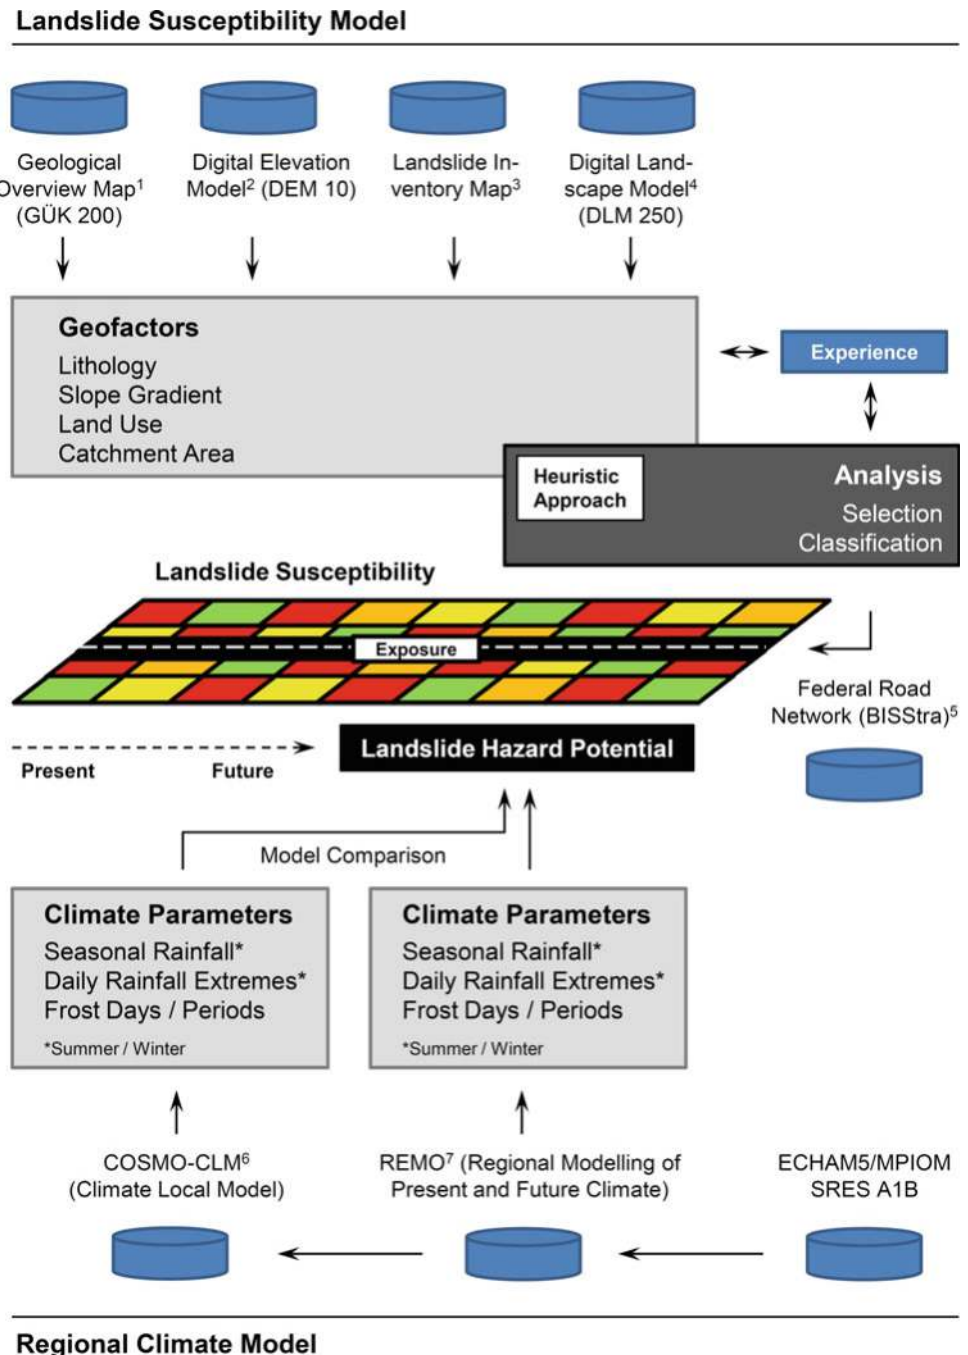 Landslide Susceptibility Model
Geological
Overview Map1
(GÜK 200)
Digital Elevation
Model2 (DEM 10)
Landslide In-
ventory Map3
Digital Land-
scape Model4
(DLM 250)
Geofactors
Lithology
Slope Gradient
Land Use
Catchment Area
Experience
Heuristic
Approach
Analysis
Selection
Classification
Landslide Susceptibility
Exposure
Federal Road
Network (BISStra)5
Present
Future
Landslide Hazard Potential
Model Comparison
Climate Parameters
Seasonal Rainfall*
Daily Rainfall Extremes*
Frost Days / Periods
*Summer / Winter
Climate Parameters
Seasonal Rainfall*
Daily Rainfall Extremes*
Frost Days / Periods
*Summer / Winter
COSMO-CLM6
(Climate Local Model)
REMO7 (Regional Modelling of
Present and Future Climate)
ECHAM5/MPIOM
SRES A1B
Regional Climate Model